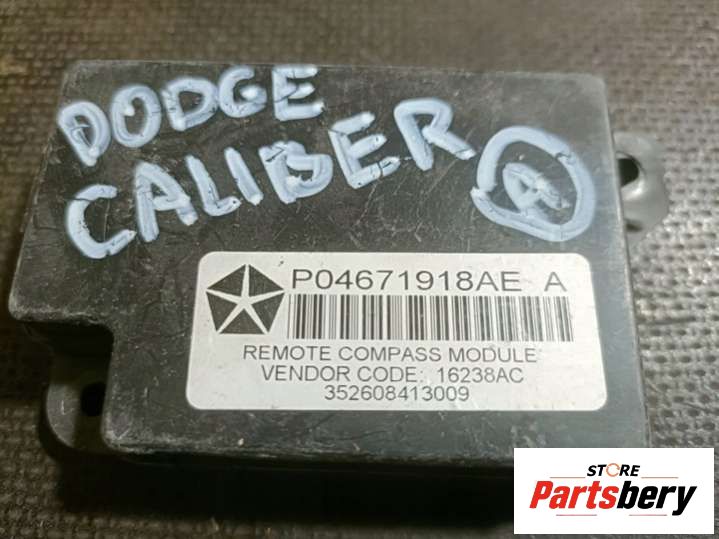 DODGE
CALIBER A
P04671918AE A
REMOTE COMPASS MODULE
VENDOR CODE: 16238AC
352608413009
STORE
Partsbery